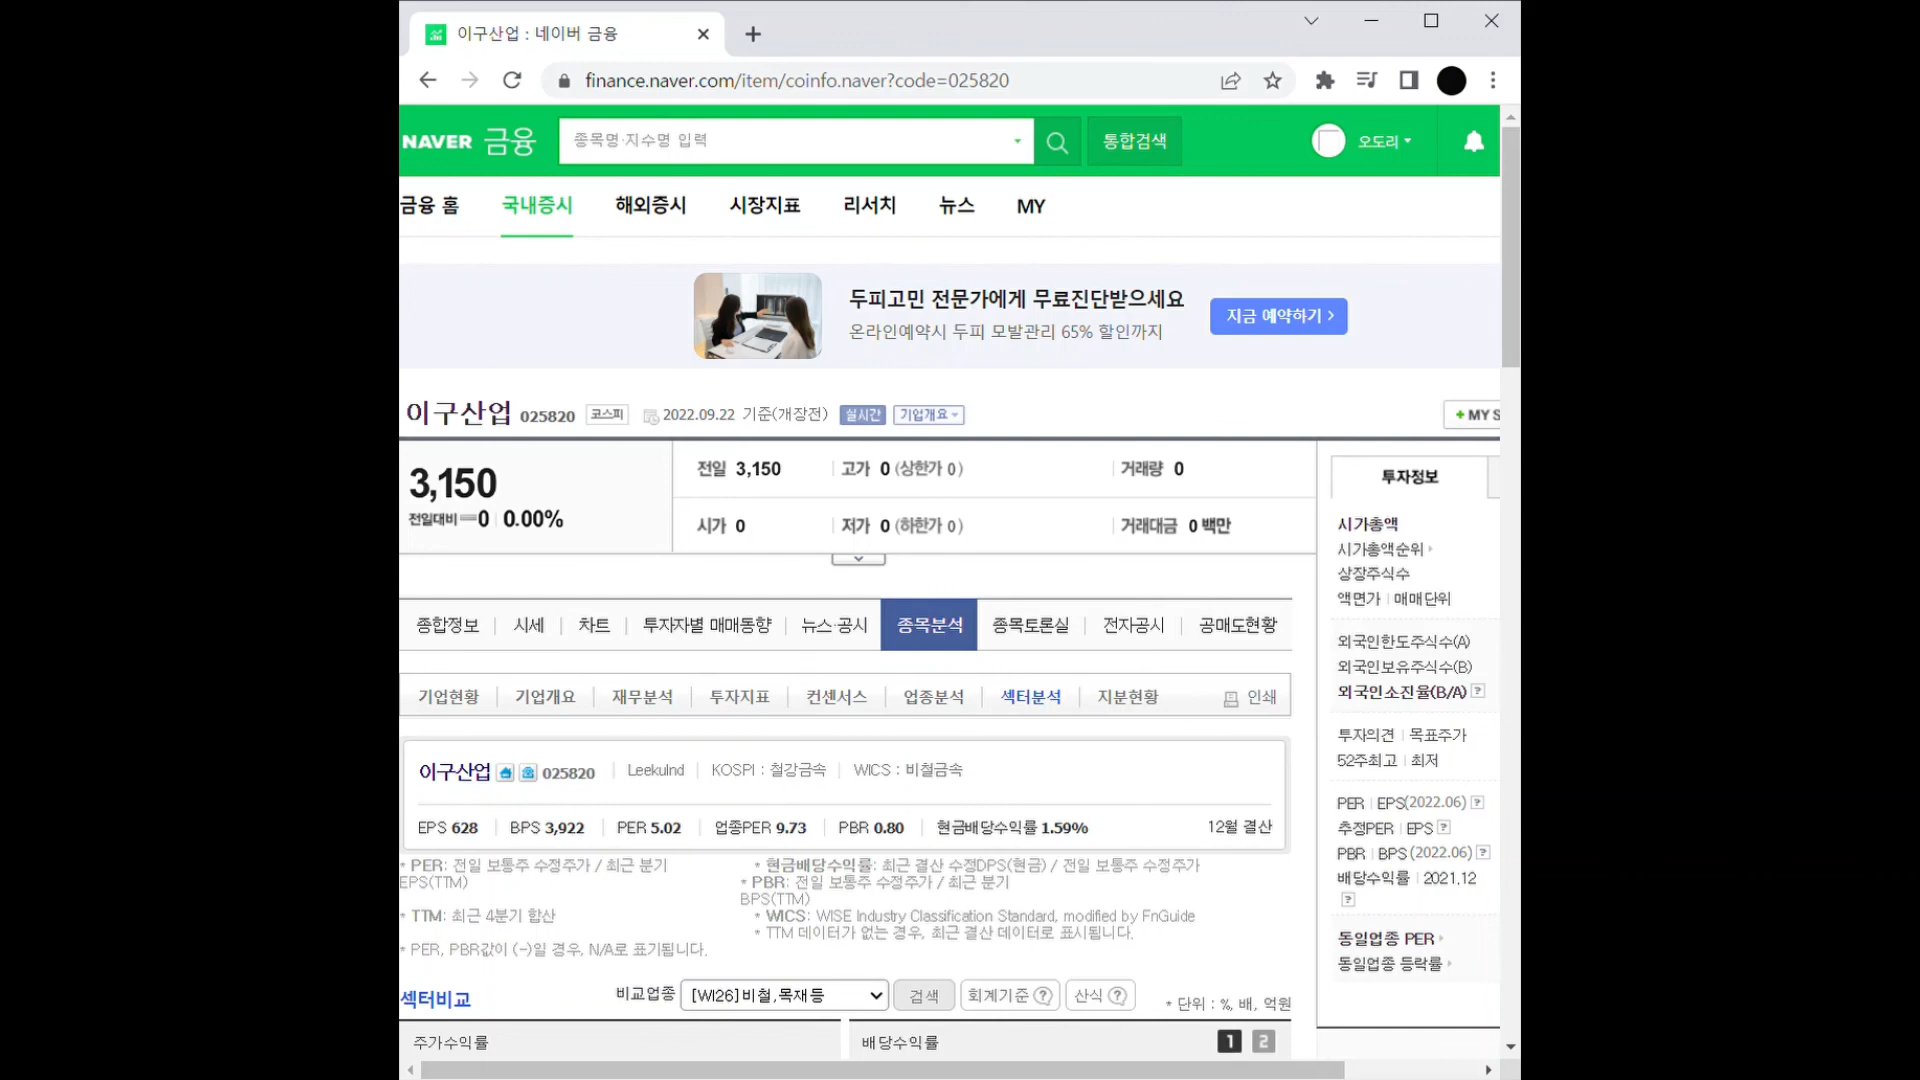 이구산업 : 네이버 금융
finance.naver.com/item/coinfo.naver?code=025820
NAVER 금융 종목명·지수명 입력 통합검색 오도리
금융 홈 국내증시 해외증시 시장지표 리서치 뉴스 MY
두피고민 전문가에게 무료진단받으세요
온라인예약시 두피 모발관리 65% 할인까지
지금 예약하기 >
이구산업 025820 코스피 2022.09.22 기준(개장전) 실시간 기업개요 + MY S
3,150
전일대비 0 0.00%
전일 3,150 고가 0 (상한가 0 ) 거래량 0
시가 0 저가 0 (하한가 0 ) 거래대금 0 백만
종합정보 시세 차트 투자자별 매매동향 뉴스·공시 종목분석 종목토론실 전자공시 공매도현황
기업현황 기업개요 재무분석 투자지표 컨센서스 업종분석 섹터분석 지분현황 인쇄
이구산업 025820 LeekuInd KOSPI : 철강금속 WICS : 비철금속
EPS 628 BPS 3,922 PER 5.02 업종PER 9.73 PBR 0.80 현금배당수익률 1.59% 12월 결산
* PER: 전일 보통주 수정주가 / 최근 분기
EPS(TTM)
* 현금배당수익률: 최근 결산 수정DPS(현금) / 전일 보통주 수정주가
* PBR: 전일 보통주 수정주가 / 최근 분기
BPS(TTM)
* TTM: 최근 4분기 합산
* WICS: WISE Industry Classification Standard, modified by FnGuide
* TTM 데이터가 없는 경우, 최근 결산 데이터로 표시됩니다.
* PER, PBR값이 (-)일 경우, N/A로 표기됩니다.
섹터비교 비교업종 [WI26]비철,목재등 검색 회계기준 ? 산식 ? * 단위 : %, 배, 억원
주가수익률 배당수익률 1 2
투자정보
시가총액
시가총액순위
상장주식수
액면가 매매단위
외국인한도주식수(A)
외국인보유주식수(B)
외국인소진율(B/A) ?
투자의견 목표주가
52주최고 최저
PER EPS(2022.06) ?
추정PER EPS ?
PBR BPS (2022.06) ?
배당수익률 2021.12
?
동일업종 PER
동일업종 등락률